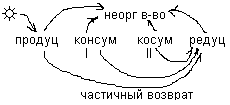 неорг в-во
продуц консум косум редуц
I II
частичный возврат